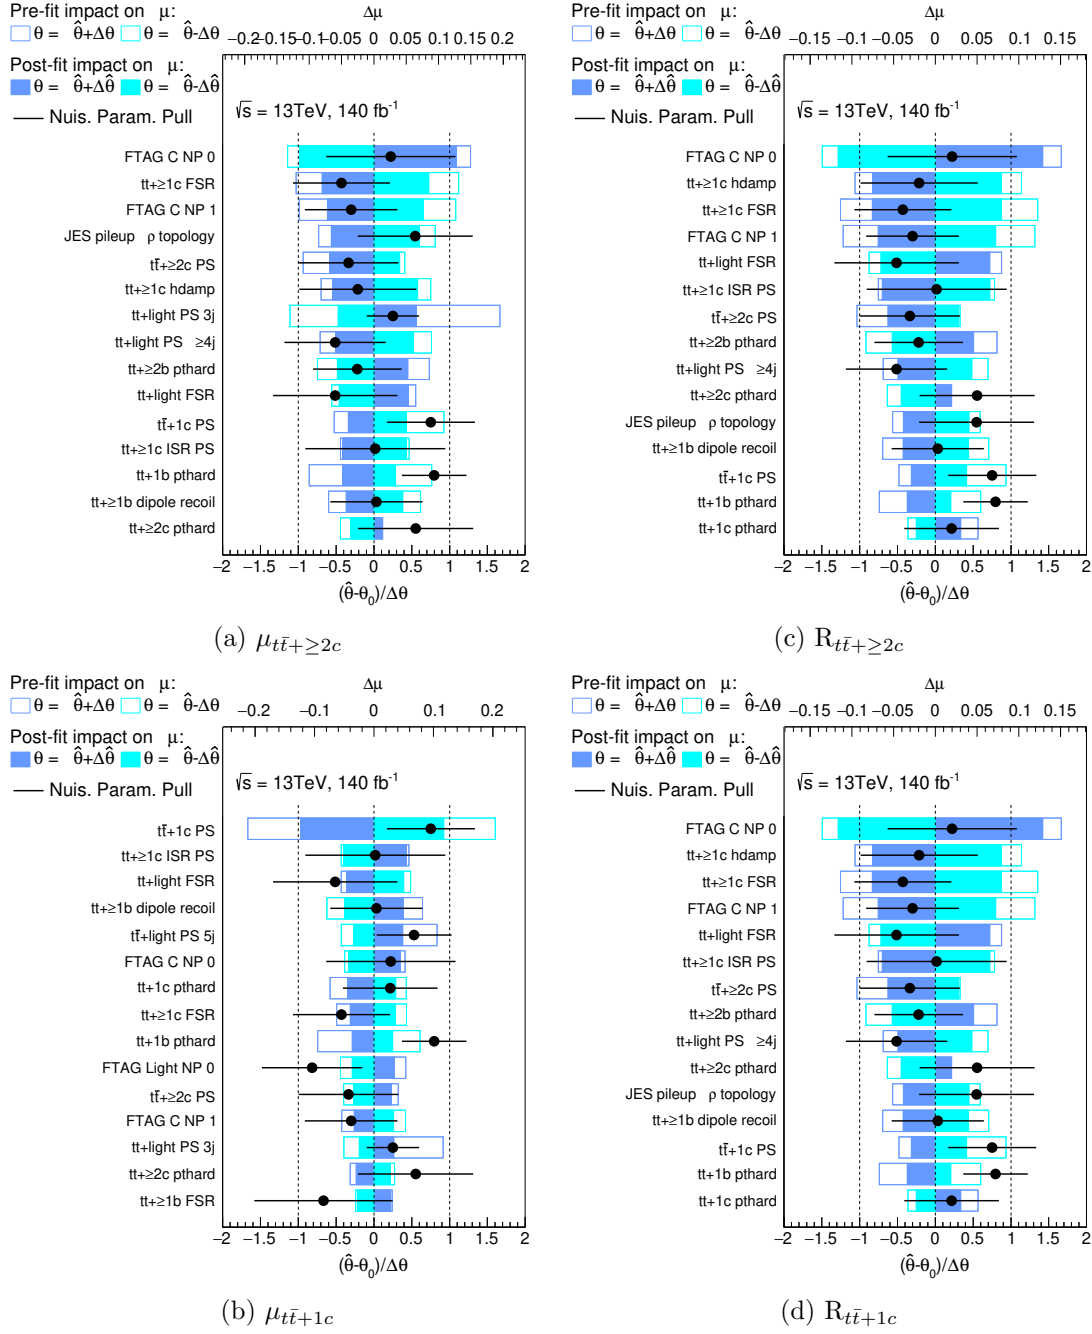 Pre-fit impact on μ:
θ = θ̂+Δθ θ = θ̂-Δθ
Post-fit impact on μ:
θ = θ̂+Δθ̂ θ = θ̂-Δθ̂
Nuis. Param. Pull
Δμ
−0.2 −0.15 −0.1 −0.05 0 0.05 0.1 0.15 0.2
√s = 13TeV, 140 fb⁻¹
FTAG C NP 0
tt+≥1c FSR
FTAG C NP 1
JES pileup ρ topology
tt̄+≥2c PS
tt+≥1c hdamp
tt+light PS 3j
tt+light PS ≥4j
tt+≥2b pthard
tt+light FSR
tt̄+1c PS
tt+≥1c ISR PS
tt+1b pthard
tt+≥1b dipole recoil
tt+≥2c pthard
−2 −1.5 −1 −0.5 0 0.5 1 1.5 2
(θ̂-θ₀)/Δθ
(a) μtt̄+≥2c
Pre-fit impact on μ:
θ = θ̂+Δθ θ = θ̂-Δθ
Post-fit impact on μ:
θ = θ̂+Δθ̂ θ = θ̂-Δθ̂
Nuis. Param. Pull
Δμ
−0.15 −0.1 −0.05 0 0.05 0.1 0.15
√s = 13TeV, 140 fb⁻¹
FTAG C NP 0
tt+≥1c hdamp
tt+≥1c FSR
FTAG C NP 1
tt+light FSR
tt+≥1c ISR PS
tt̄+≥2c PS
tt+≥2b pthard
tt+light PS ≥4j
tt+≥2c pthard
JES pileup ρ topology
tt+≥1b dipole recoil
tt̄+1c PS
tt+1b pthard
tt+1c pthard
−2 −1.5 −1 −0.5 0 0.5 1 1.5 2
(θ̂-θ₀)/Δθ
(c) Rtt̄+≥2c
Pre-fit impact on μ:
θ = θ̂+Δθ θ = θ̂-Δθ
Post-fit impact on μ:
θ = θ̂+Δθ̂ θ = θ̂-Δθ̂
Nuis. Param. Pull
Δμ
−0.2 −0.1 0 0.1 0.2
√s = 13TeV, 140 fb⁻¹
tt̄+1c PS
tt+≥1c ISR PS
tt+light FSR
tt+≥1b dipole recoil
tt̄+light PS 5j
FTAG C NP 0
tt+1c pthard
tt+≥1c FSR
tt+1b pthard
FTAG Light NP 0
tt̄+≥2c PS
FTAG C NP 1
tt+light PS 3j
tt+≥2c pthard
tt+≥1b FSR
−2 −1.5 −1 −0.5 0 0.5 1 1.5 2
(θ̂-θ₀)/Δθ
(b) μtt̄+1c
Pre-fit impact on μ:
θ = θ̂+Δθ θ = θ̂-Δθ
Post-fit impact on μ:
θ = θ̂+Δθ̂ θ = θ̂-Δθ̂
Nuis. Param. Pull
Δμ
−0.15 −0.1 −0.05 0 0.05 0.1 0.15
√s = 13TeV, 140 fb⁻¹
FTAG C NP 0
tt+≥1c hdamp
tt+≥1c FSR
FTAG C NP 1
tt+light FSR
tt+≥1c ISR PS
tt̄+≥2c PS
tt+≥2b pthard
tt+light PS ≥4j
tt+≥2c pthard
JES pileup ρ topology
tt+≥1b dipole recoil
tt̄+1c PS
tt+1b pthard
tt+1c pthard
−2 −1.5 −1 −0.5 0 0.5 1 1.5 2
(θ̂-θ₀)/Δθ
(d) Rtt̄+1c